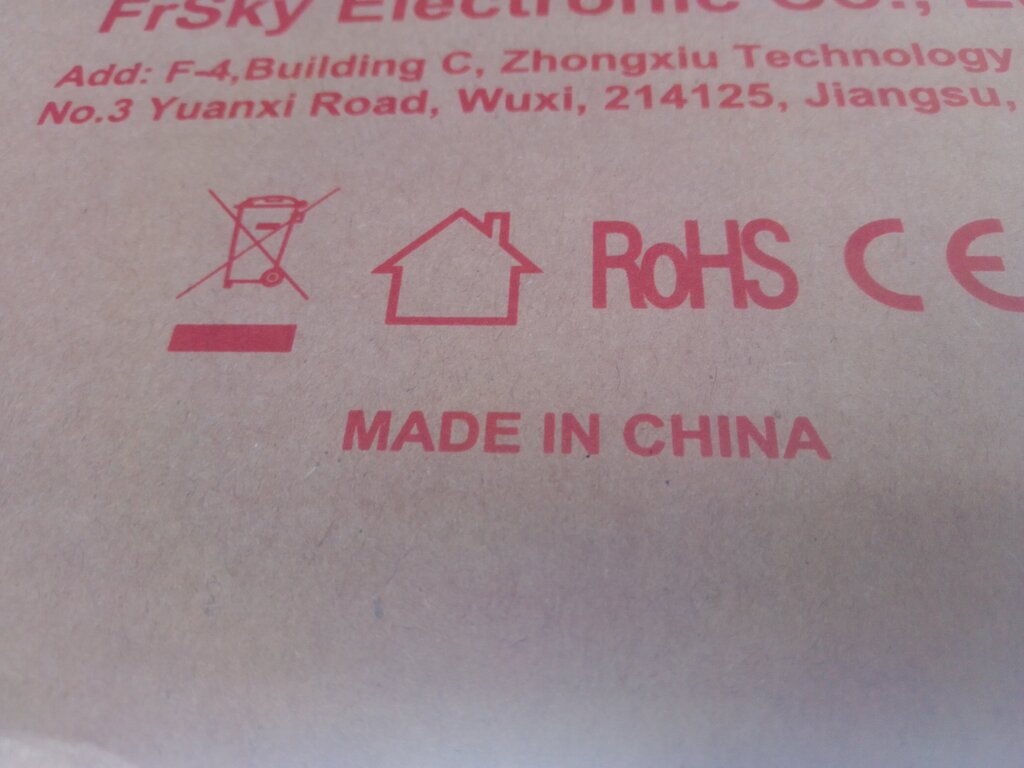 FrSky Electronic Co.,
Add: F-4,Building C, Zhongxiu Technology
No.3 Yuanxi Road, Wuxi, 214125, Jiangsu,
RoHS CE
MADE IN CHINA